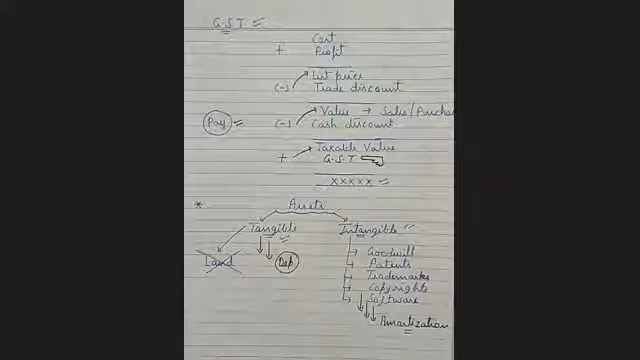 G.S.T.
Cost
+ Profit
List price
(-) Trade discount
Value → Sales/Purchas
Pay
(-) Cash discount
Taxable Value
+ G.S.T
xxxxx
* Assets
Tangible Intangible
Land Dep
Goodwill
Patents
Trademarks
Copyrights
Software
Amortization